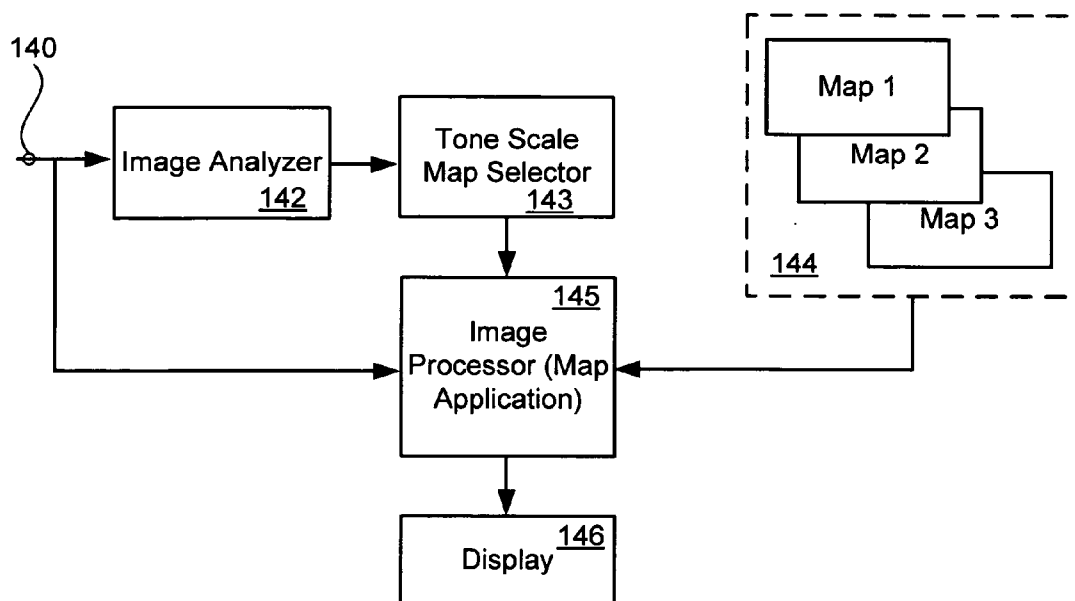 140
Image Analyzer
142
Tone Scale
Map Selector
143
Map 1
Map 2
Map 3
144
145
Image
Processor (Map
Application)
146
Display